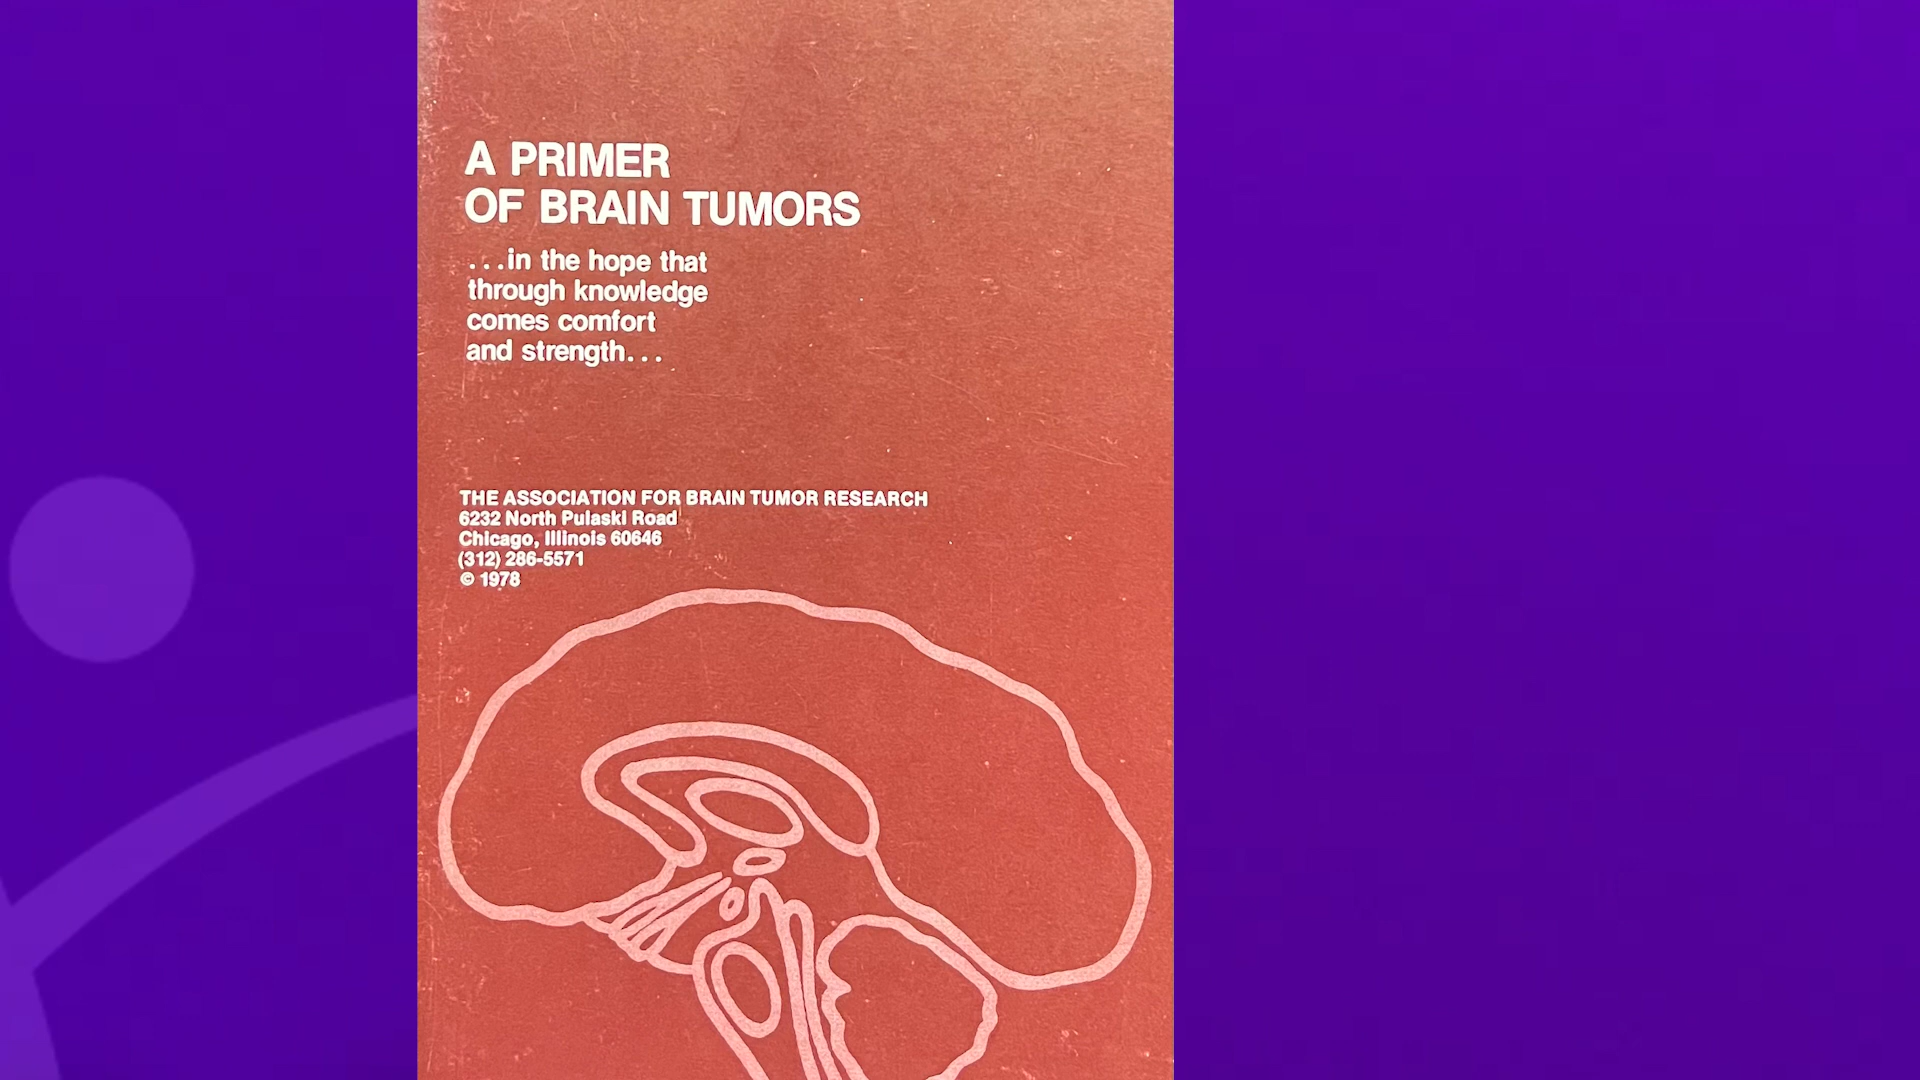 A PRIMER
OF BRAIN TUMORS
...in the hope that
through knowledge
comes comfort
and strength...
THE ASSOCIATION FOR BRAIN TUMOR RESEARCH
6232 North Pulaski Road
Chicago, Illinois 60646
(312) 286-5571
© 1978